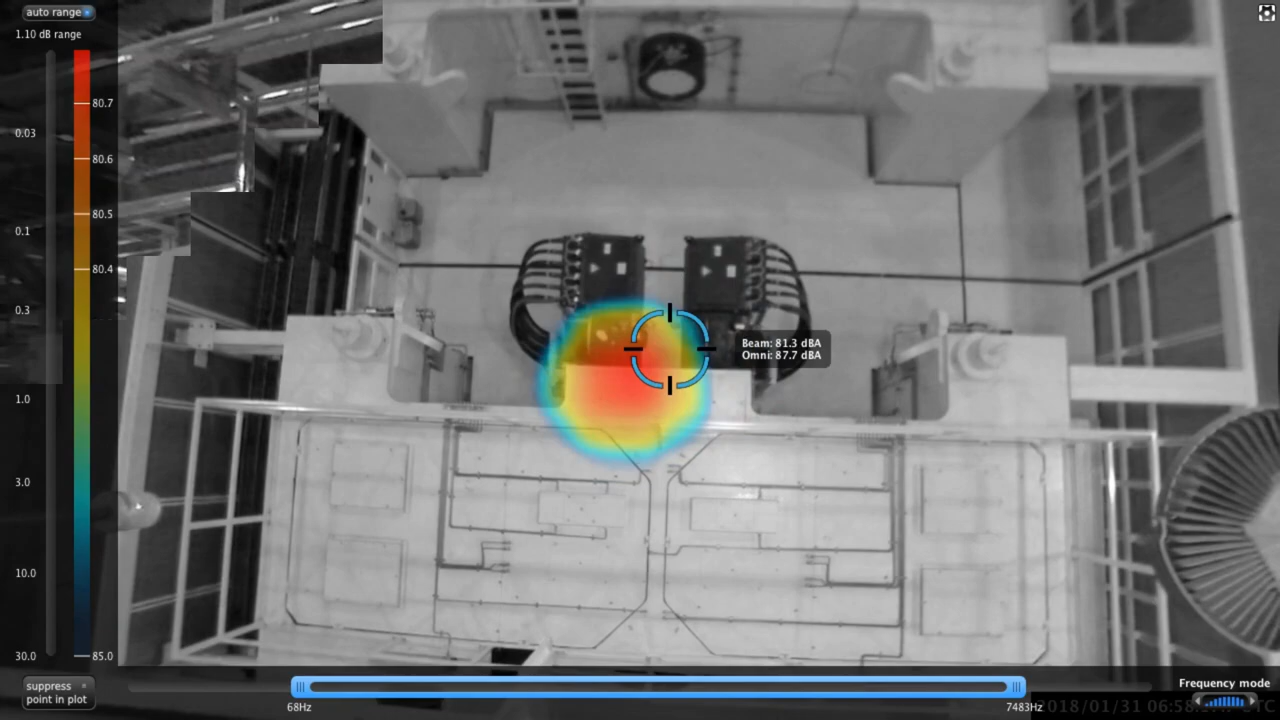 auto range
1.10 dB range
80.7
0.03
80.6
80.5
0.1
80.4
0.3
Beam: 81.3 dBA
Omni: 87.7 dBA
1.0
3.0
10.0
30.0
85.0
suppress
point in plot
Frequency mode
68Hz
7483Hz
2018/01/31 06:58